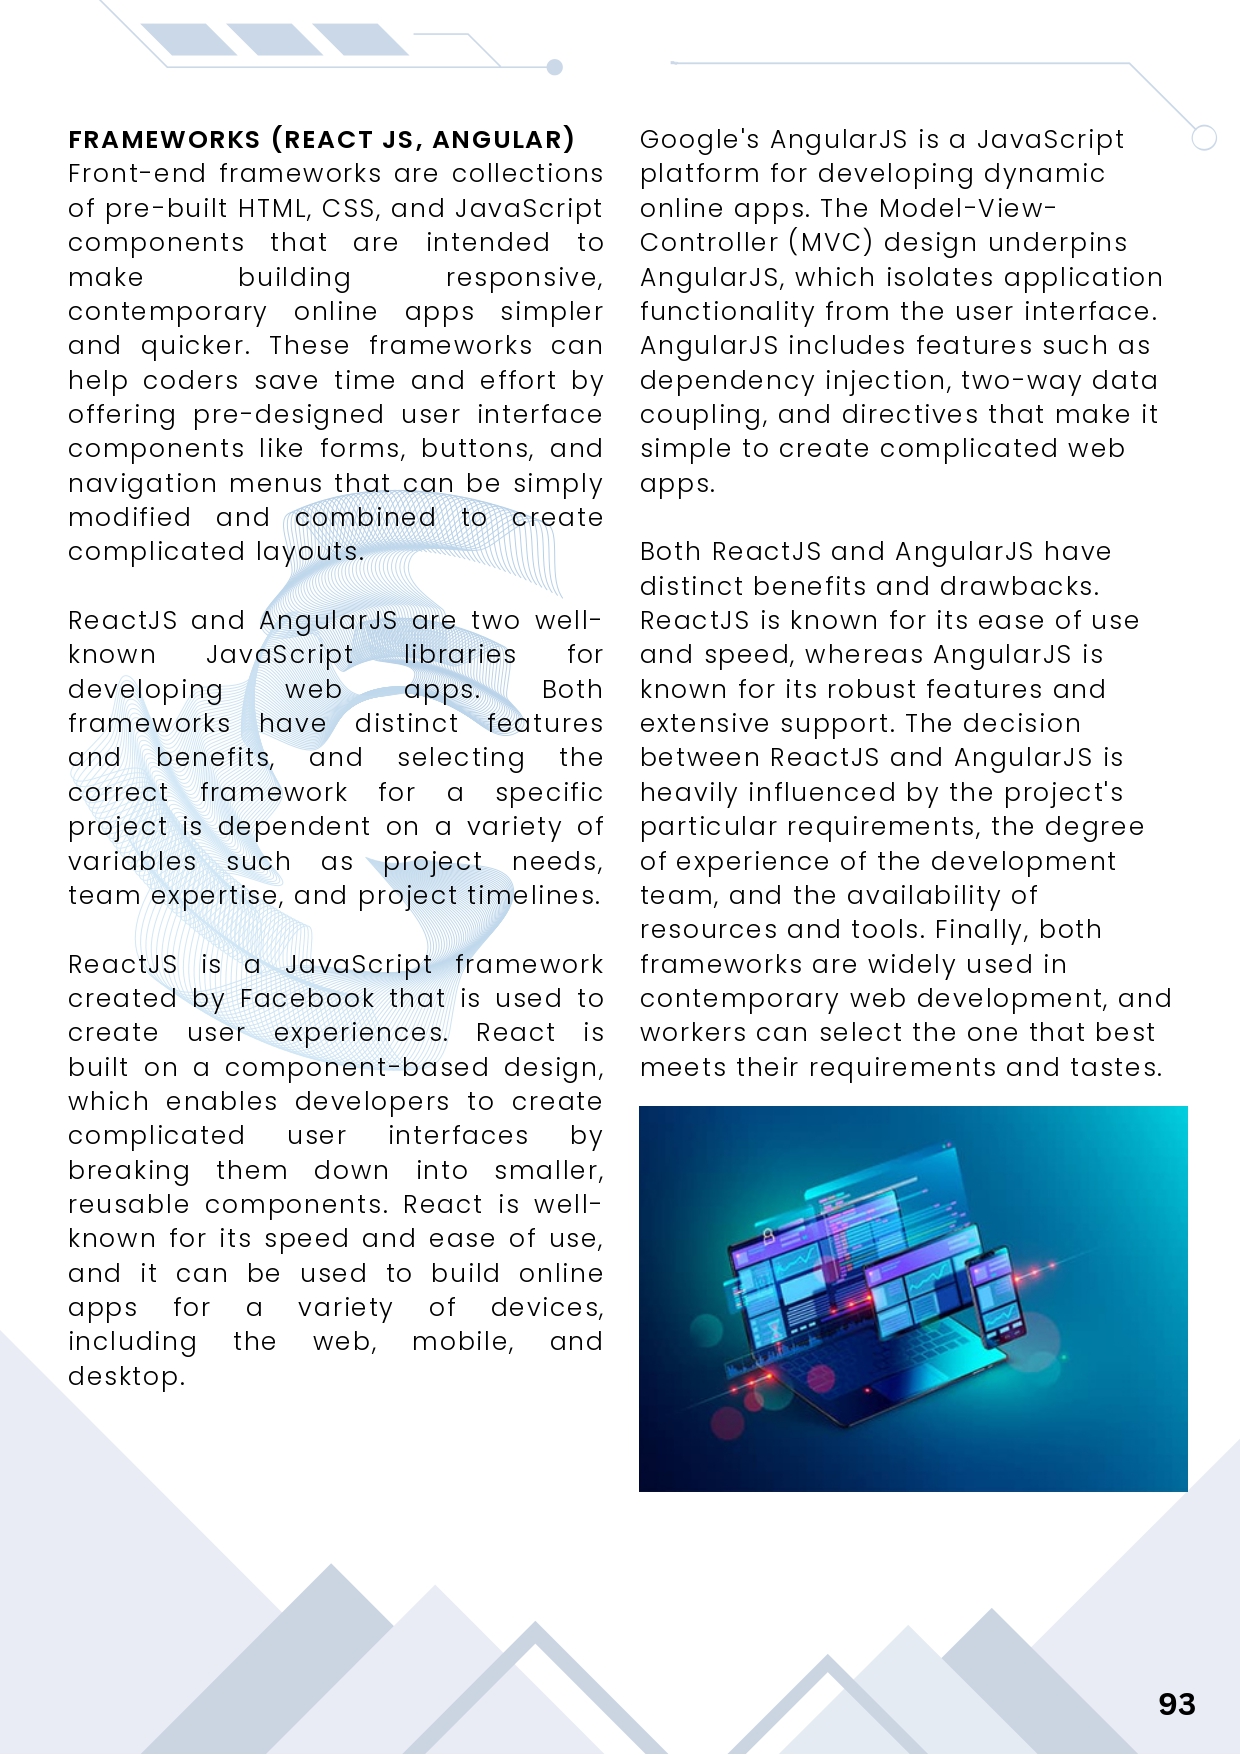 FRAMEWORKS (REACT JS, ANGULAR)
Front-end frameworks are collections
of pre-built HTML, CSS, and JavaScript
components that are intended to
make building responsive,
contemporary online apps simpler
and quicker. These frameworks can
help coders save time and effort by
offering pre-designed user interface
components like forms, buttons, and
navigation menus that can be simply
modified and combined to create
complicated layouts.
ReactJS and AngularJS are two well-
known JavaScript libraries for
developing web apps. Both
frameworks have distinct features
and benefits, and selecting the
correct framework for a specific
project is dependent on a variety of
variables such as project needs,
team expertise, and project timelines.
ReactJS is a JavaScript framework
created by Facebook that is used to
create user experiences. React is
built on a component-based design,
which enables developers to create
complicated user interfaces by
breaking them down into smaller,
reusable components. React is well-
known for its speed and ease of use,
and it can be used to build online
apps for a variety of devices,
including the web, mobile, and
desktop.
Google's AngularJS is a JavaScript
platform for developing dynamic
online apps. The Model-View-
Controller (MVC) design underpins
AngularJS, which isolates application
functionality from the user interface.
AngularJS includes features such as
dependency injection, two-way data
coupling, and directives that make it
simple to create complicated web
apps.
Both ReactJS and AngularJS have
distinct benefits and drawbacks.
ReactJS is known for its ease of use
and speed, whereas AngularJS is
known for its robust features and
extensive support. The decision
between ReactJS and AngularJS is
heavily influenced by the project's
particular requirements, the degree
of experience of the development
team, and the availability of
resources and tools. Finally, both
frameworks are widely used in
contemporary web development, and
workers can select the one that best
meets their requirements and tastes.
93